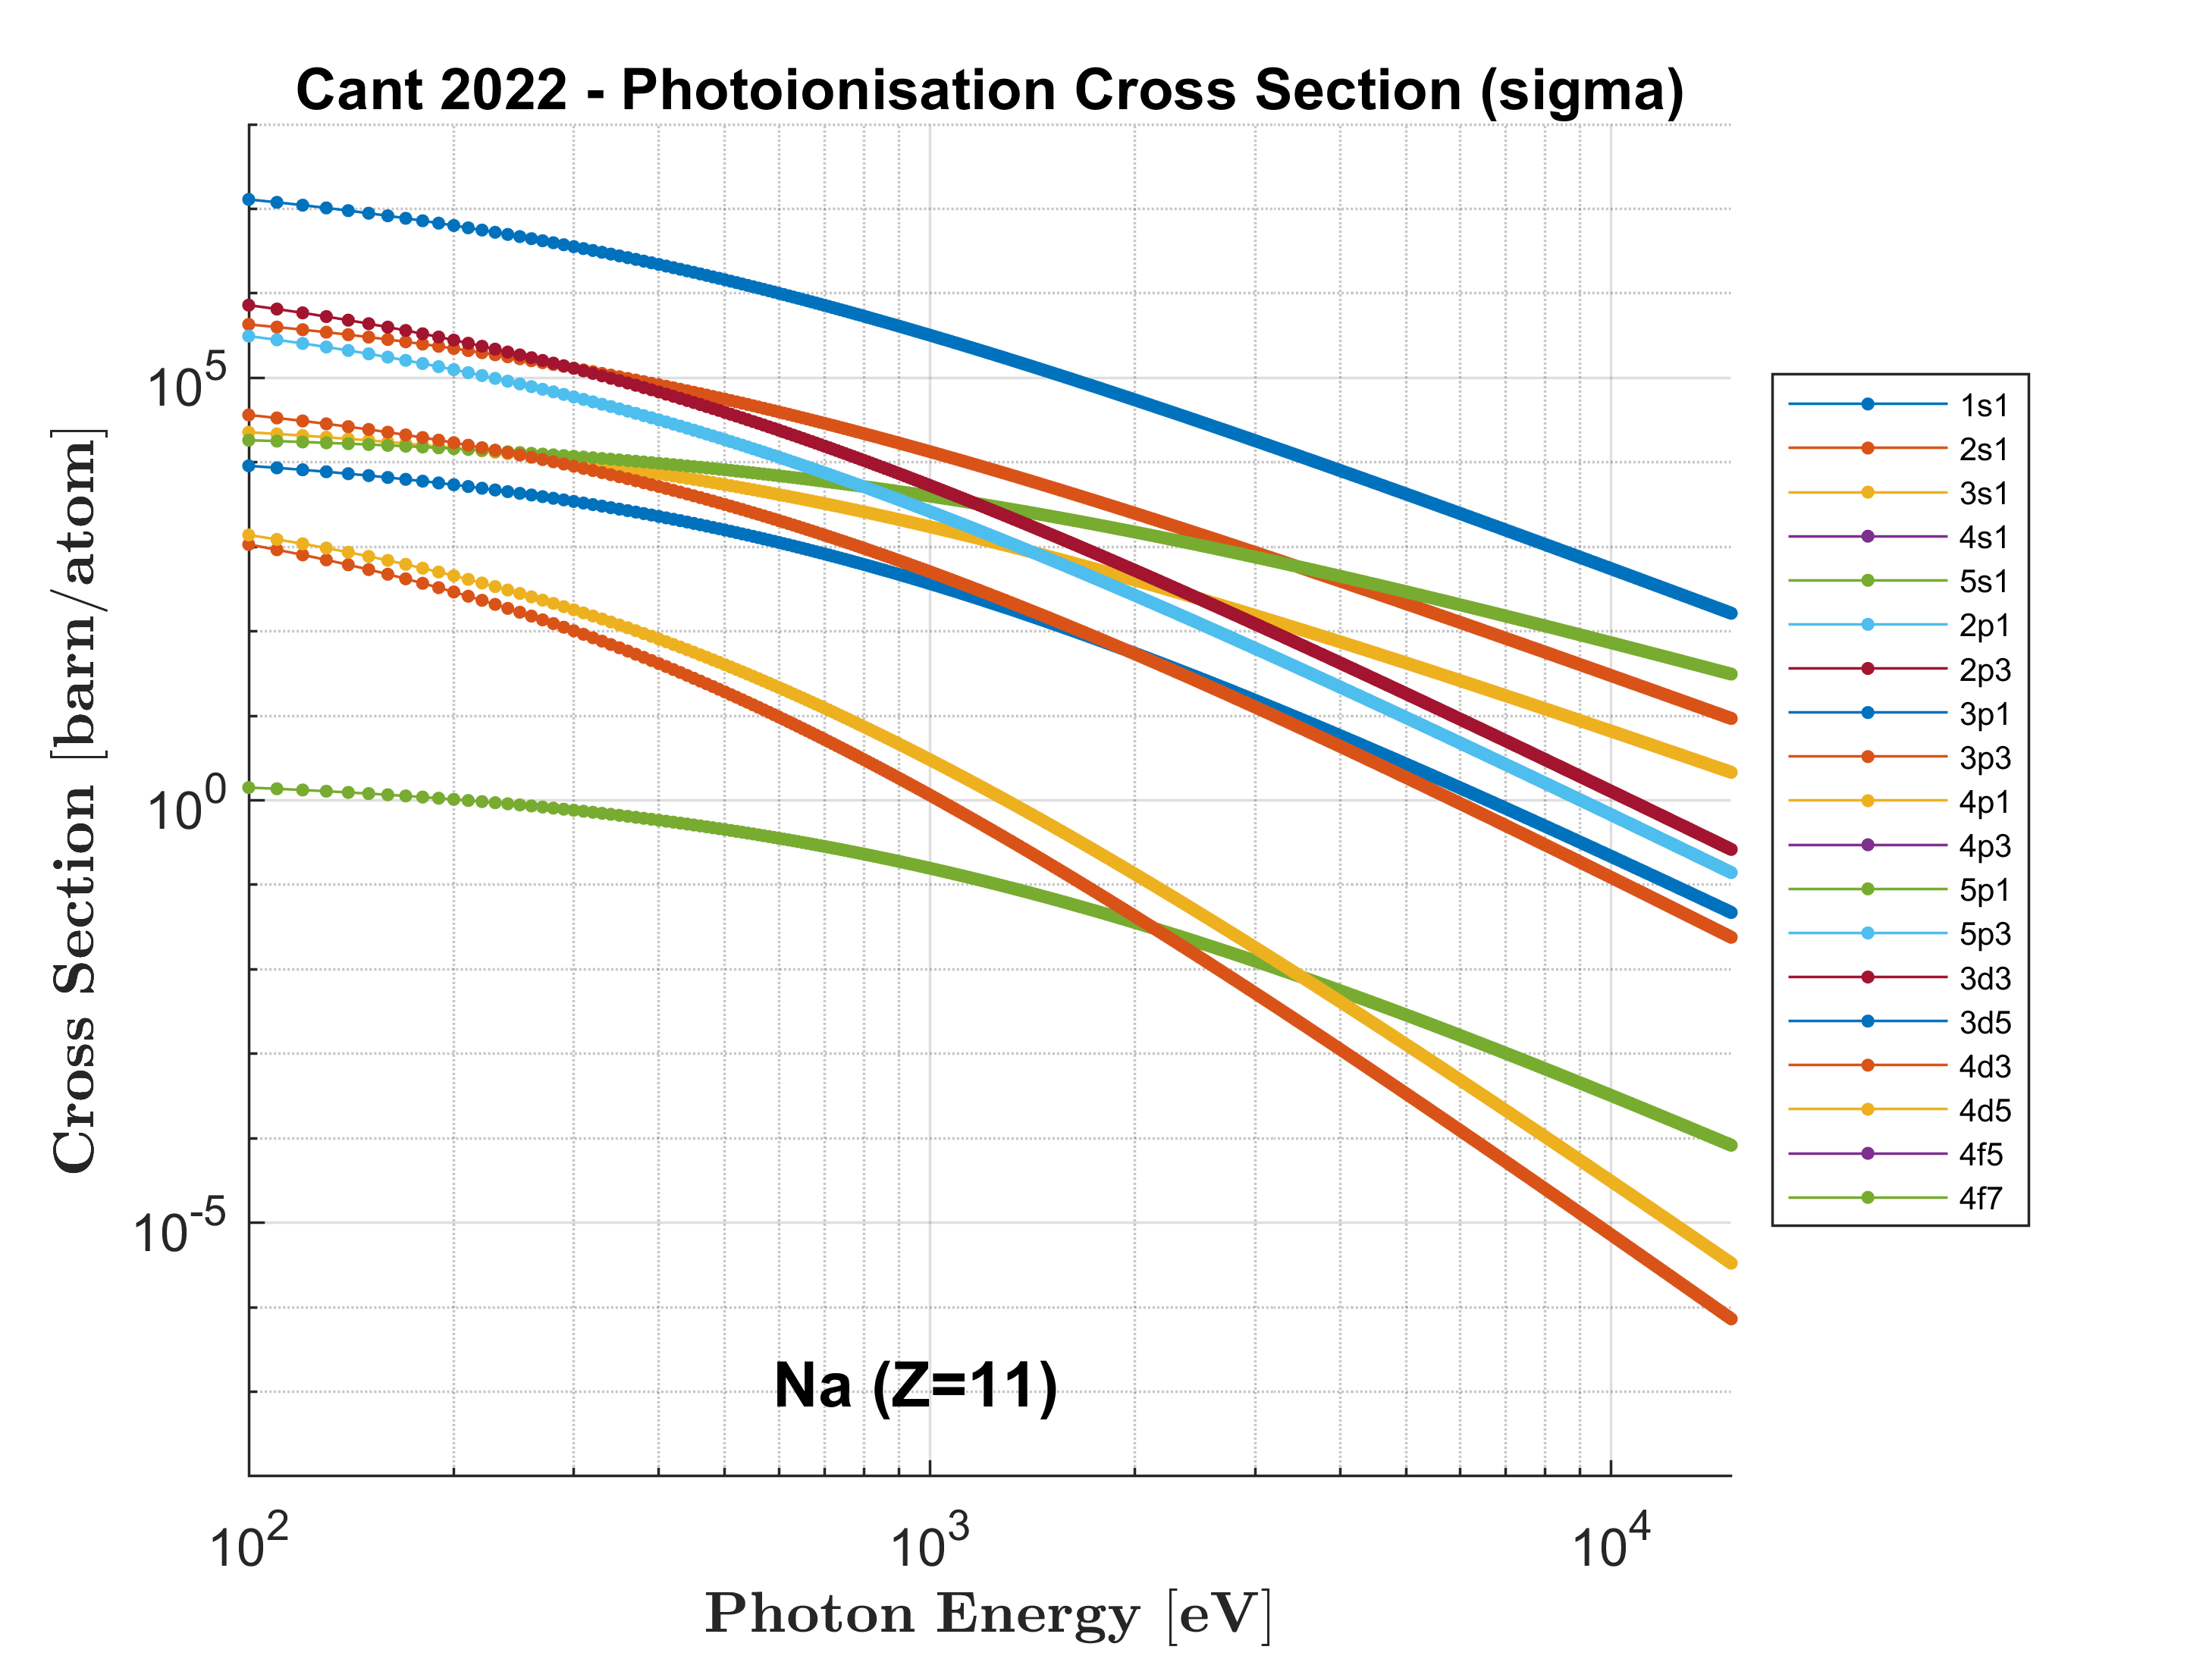 Cant 2022 - Photoionisation Cross Section (sigma)
Cross Section [barn/atom]
10^5
10^0
10^-5
1s1
2s1
3s1
4s1
5s1
2p1
2p3
3p1
3p3
4p1
4p3
5p1
5p3
3d3
3d5
4d3
4d5
4f5
4f7
Na (Z=11)
10^2 10^3 10^4
Photon Energy [eV]